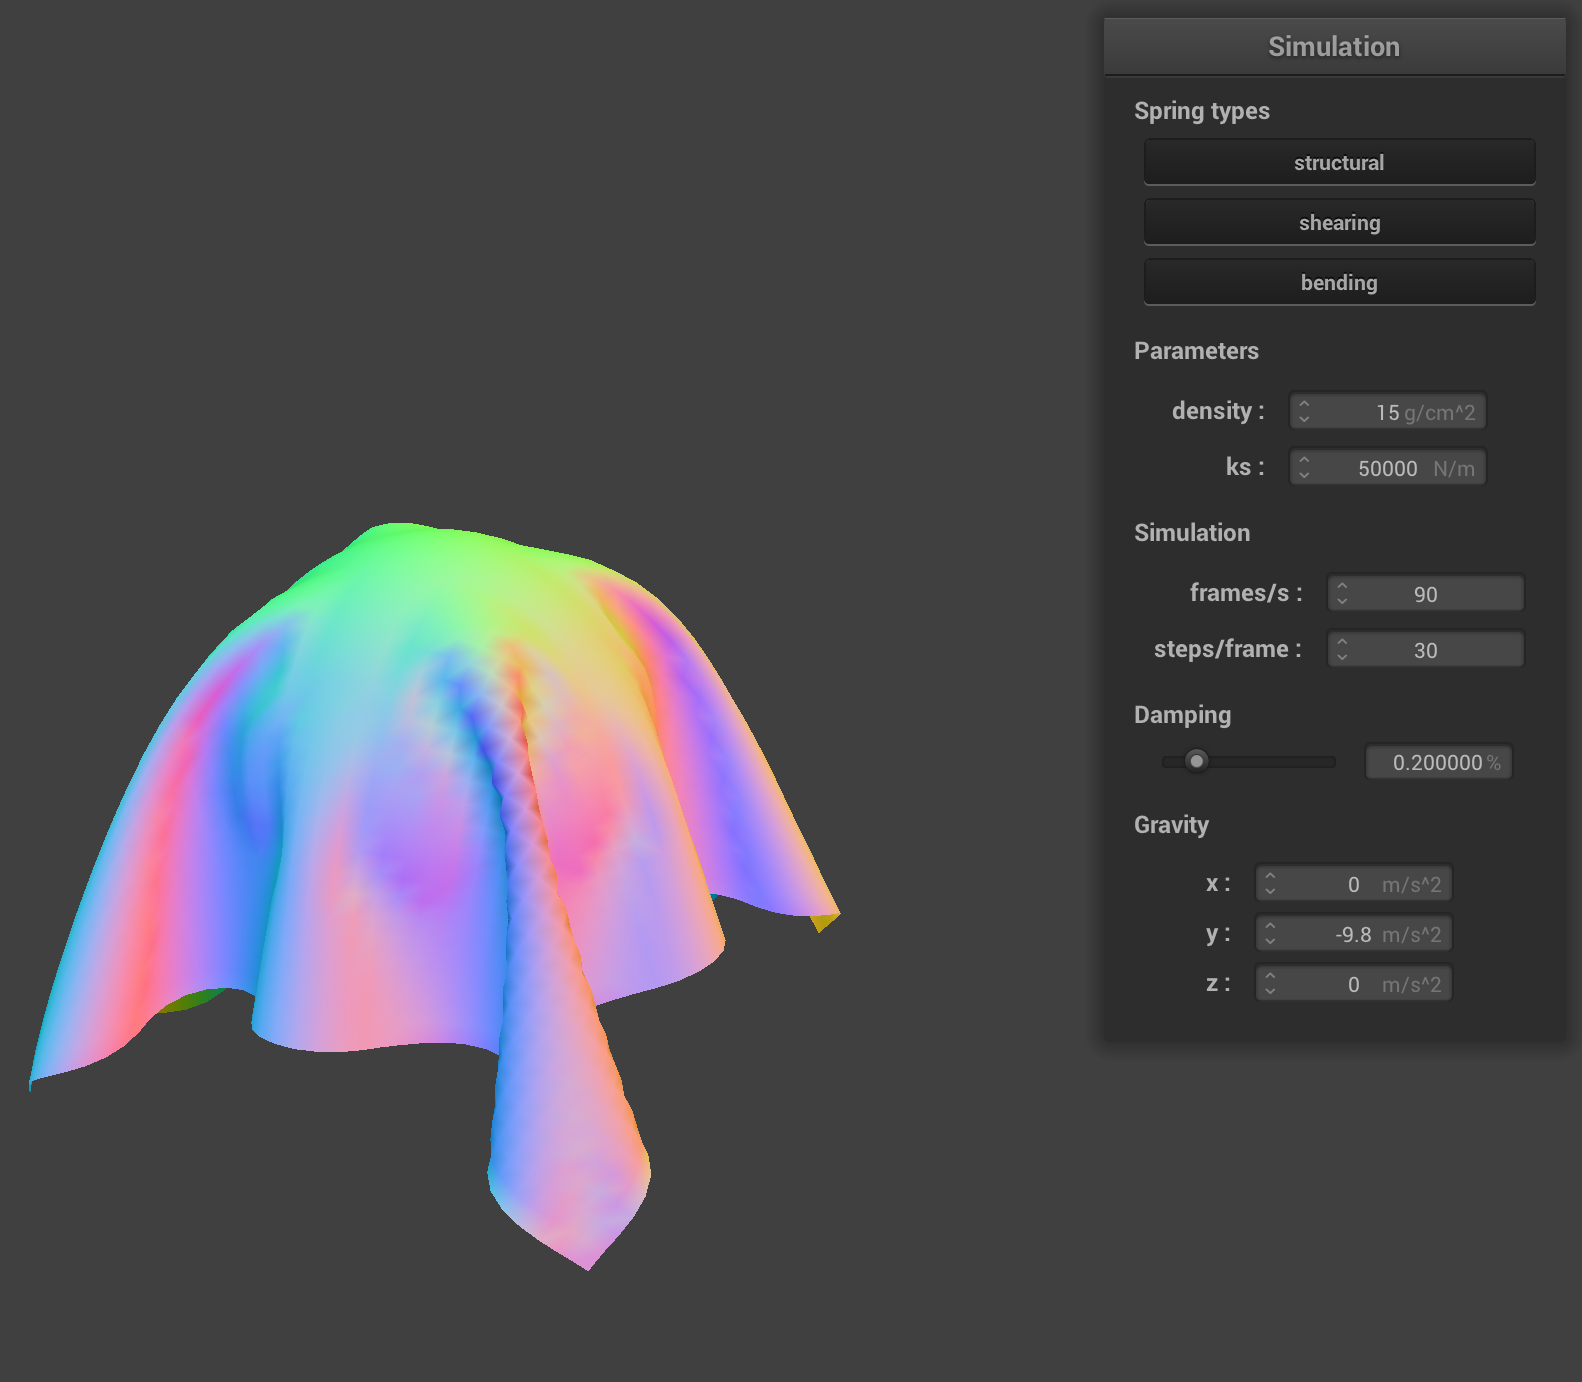 Simulation
Spring types
structural
shearing
bending
Parameters
density : 15 g/cm^2
ks : 50000 N/m
Simulation
frames/s : 90
steps/frame : 30
Damping
0.200000 %
Gravity
x : 0 m/s^2
y : -9.8 m/s^2
z : 0 m/s^2